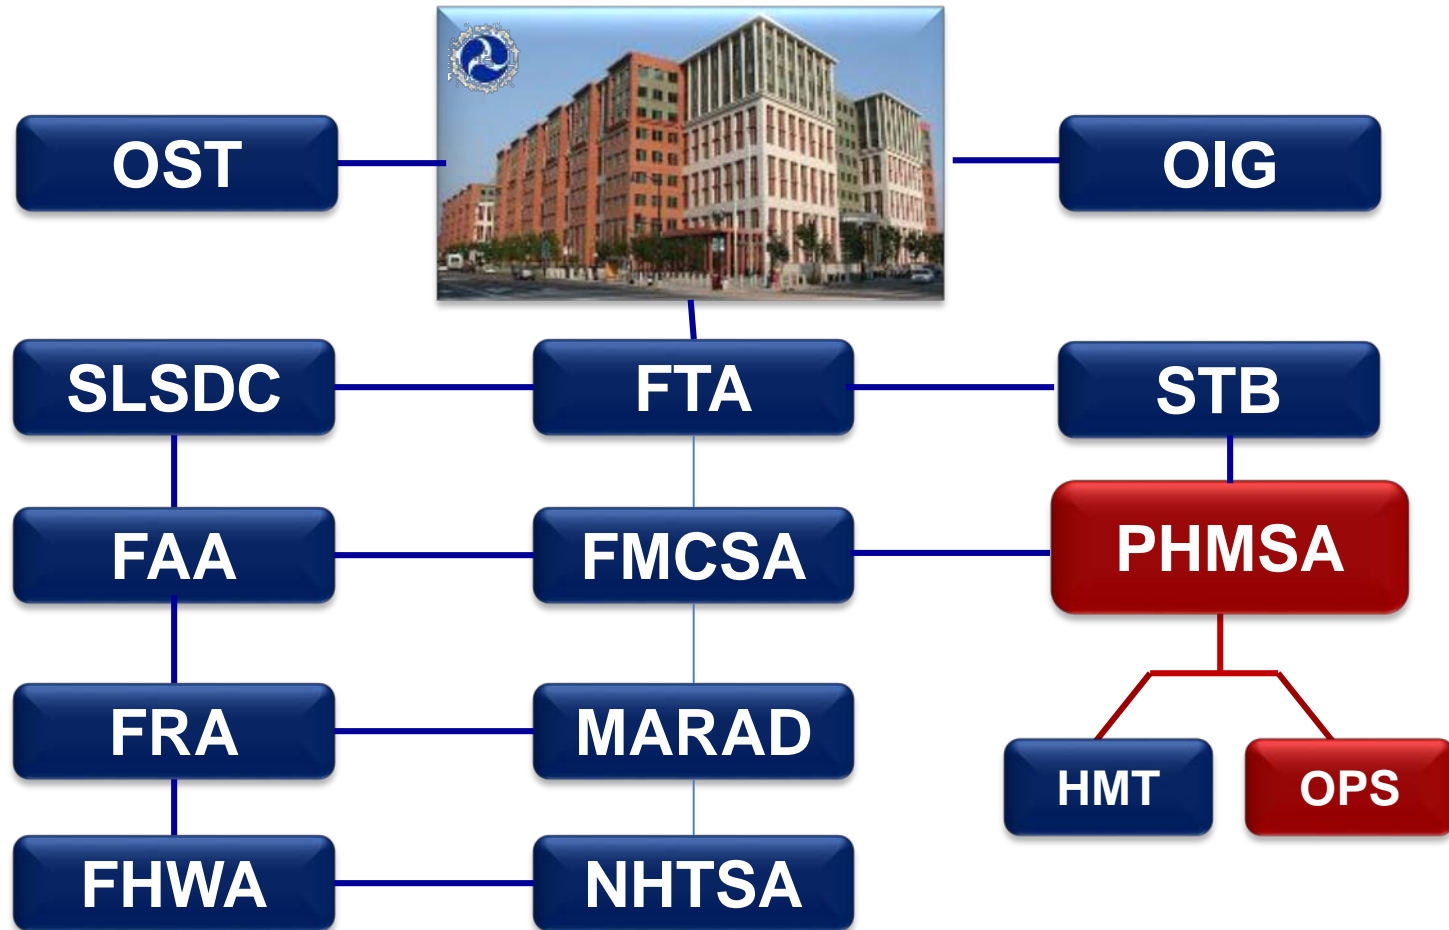 OST
OIG
SLSDC
FTA
STB
FAA
FMCSA
PHMSA
FRA
MARAD
HMT
OPS
FHWA
NHTSA